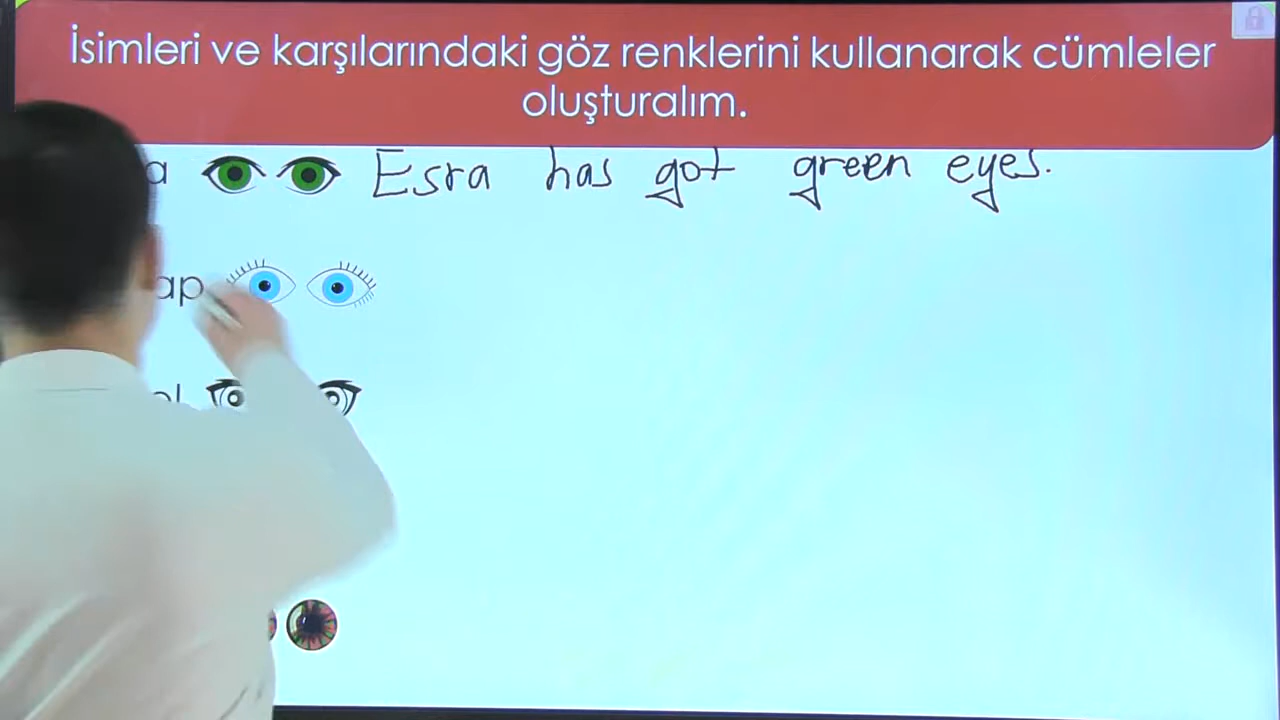 İsimleri ve karşılarındaki göz renklerini kullanarak cümleler
oluşturalım.
Esra has got green eyes.